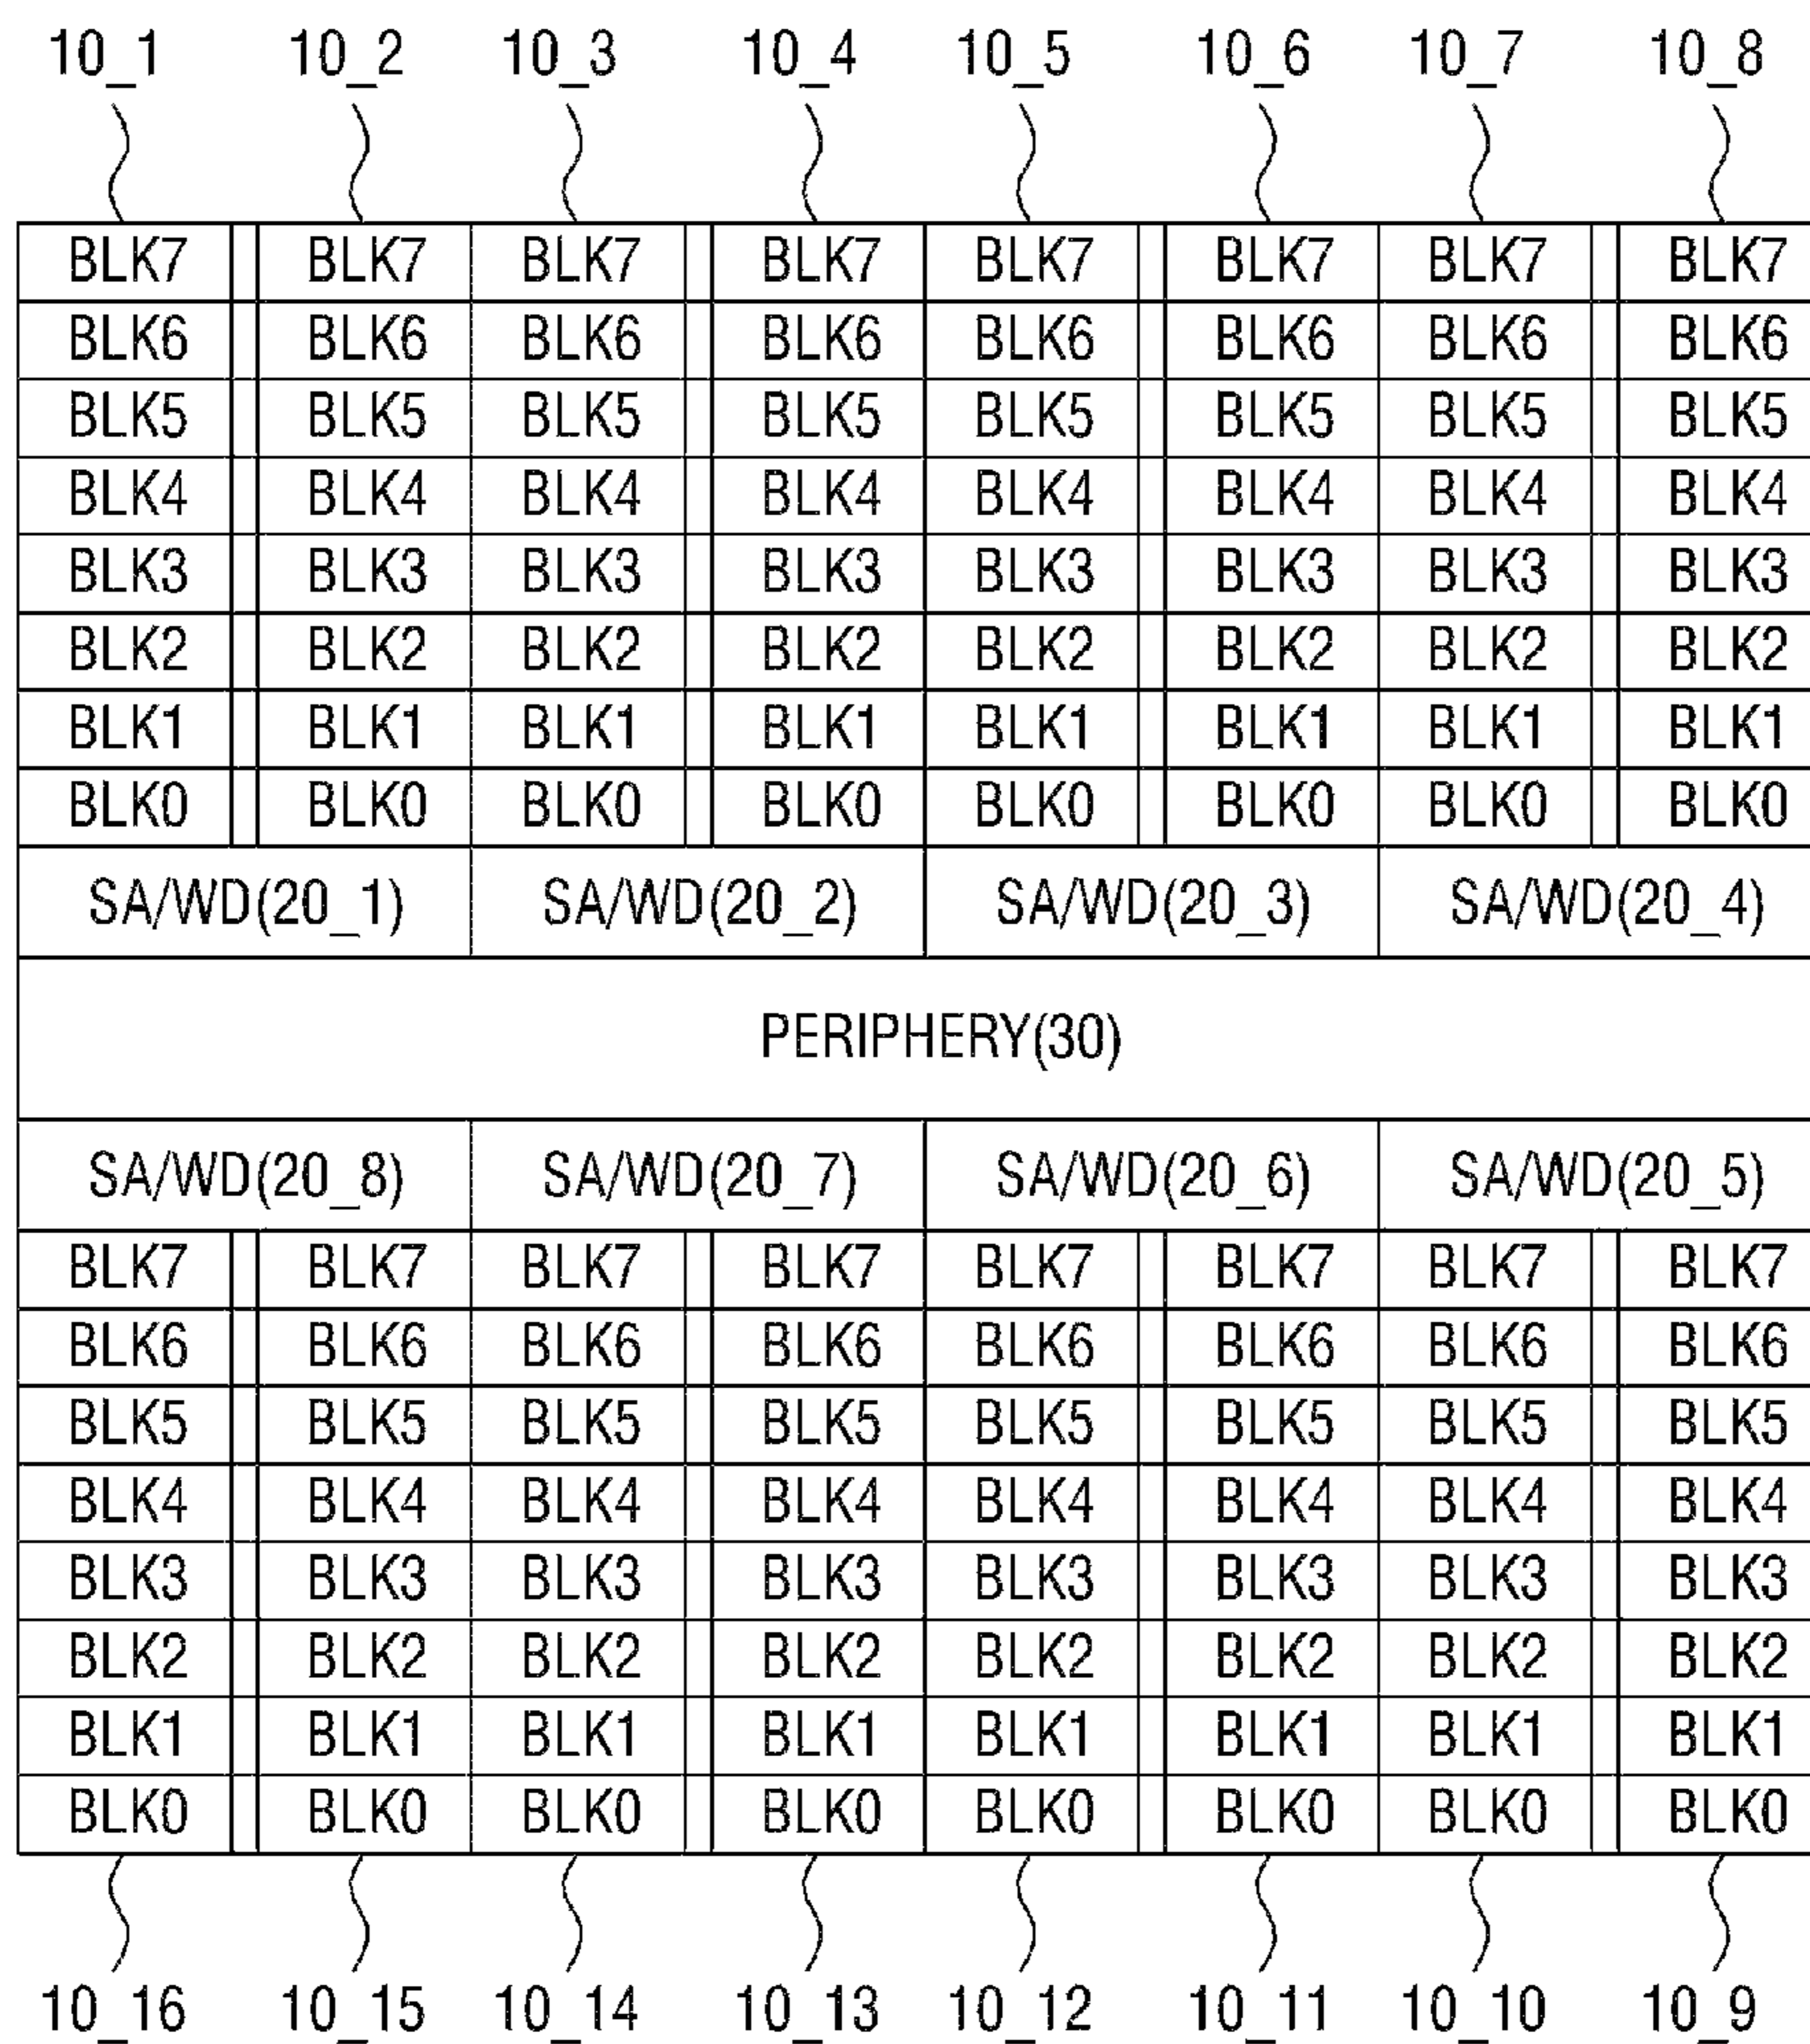 10_1 10_2 10_3 10_4 10_5 10_6 10_7 10_8
BLK7 BLK7 BLK7 BLK7 BLK7 BLK7 BLK7 BLK7
BLK6 BLK6 BLK6 BLK6 BLK6 BLK6 BLK6 BLK6
BLK5 BLK5 BLK5 BLK5 BLK5 BLK5 BLK5 BLK5
BLK4 BLK4 BLK4 BLK4 BLK4 BLK4 BLK4 BLK4
BLK3 BLK3 BLK3 BLK3 BLK3 BLK3 BLK3 BLK3
BLK2 BLK2 BLK2 BLK2 BLK2 BLK2 BLK2 BLK2
BLK1 BLK1 BLK1 BLK1 BLK1 BLK1 BLK1 BLK1
BLK0 BLK0 BLK0 BLK0 BLK0 BLK0 BLK0 BLK0
SA/WD(20_1) SA/WD(20_2) SA/WD(20_3) SA/WD(20_4)
PERIPHERY(30)
SA/WD(20_8) SA/WD(20_7) SA/WD(20_6) SA/WD(20_5)
BLK7 BLK7 BLK7 BLK7 BLK7 BLK7 BLK7 BLK7
BLK6 BLK6 BLK6 BLK6 BLK6 BLK6 BLK6 BLK6
BLK5 BLK5 BLK5 BLK5 BLK5 BLK5 BLK5 BLK5
BLK4 BLK4 BLK4 BLK4 BLK4 BLK4 BLK4 BLK4
BLK3 BLK3 BLK3 BLK3 BLK3 BLK3 BLK3 BLK3
BLK2 BLK2 BLK2 BLK2 BLK2 BLK2 BLK2 BLK2
BLK1 BLK1 BLK1 BLK1 BLK1 BLK1 BLK1 BLK1
BLK0 BLK0 BLK0 BLK0 BLK0 BLK0 BLK0 BLK0
10_16 10_15 10_14 10_13 10_12 10_11 10_10 10_9